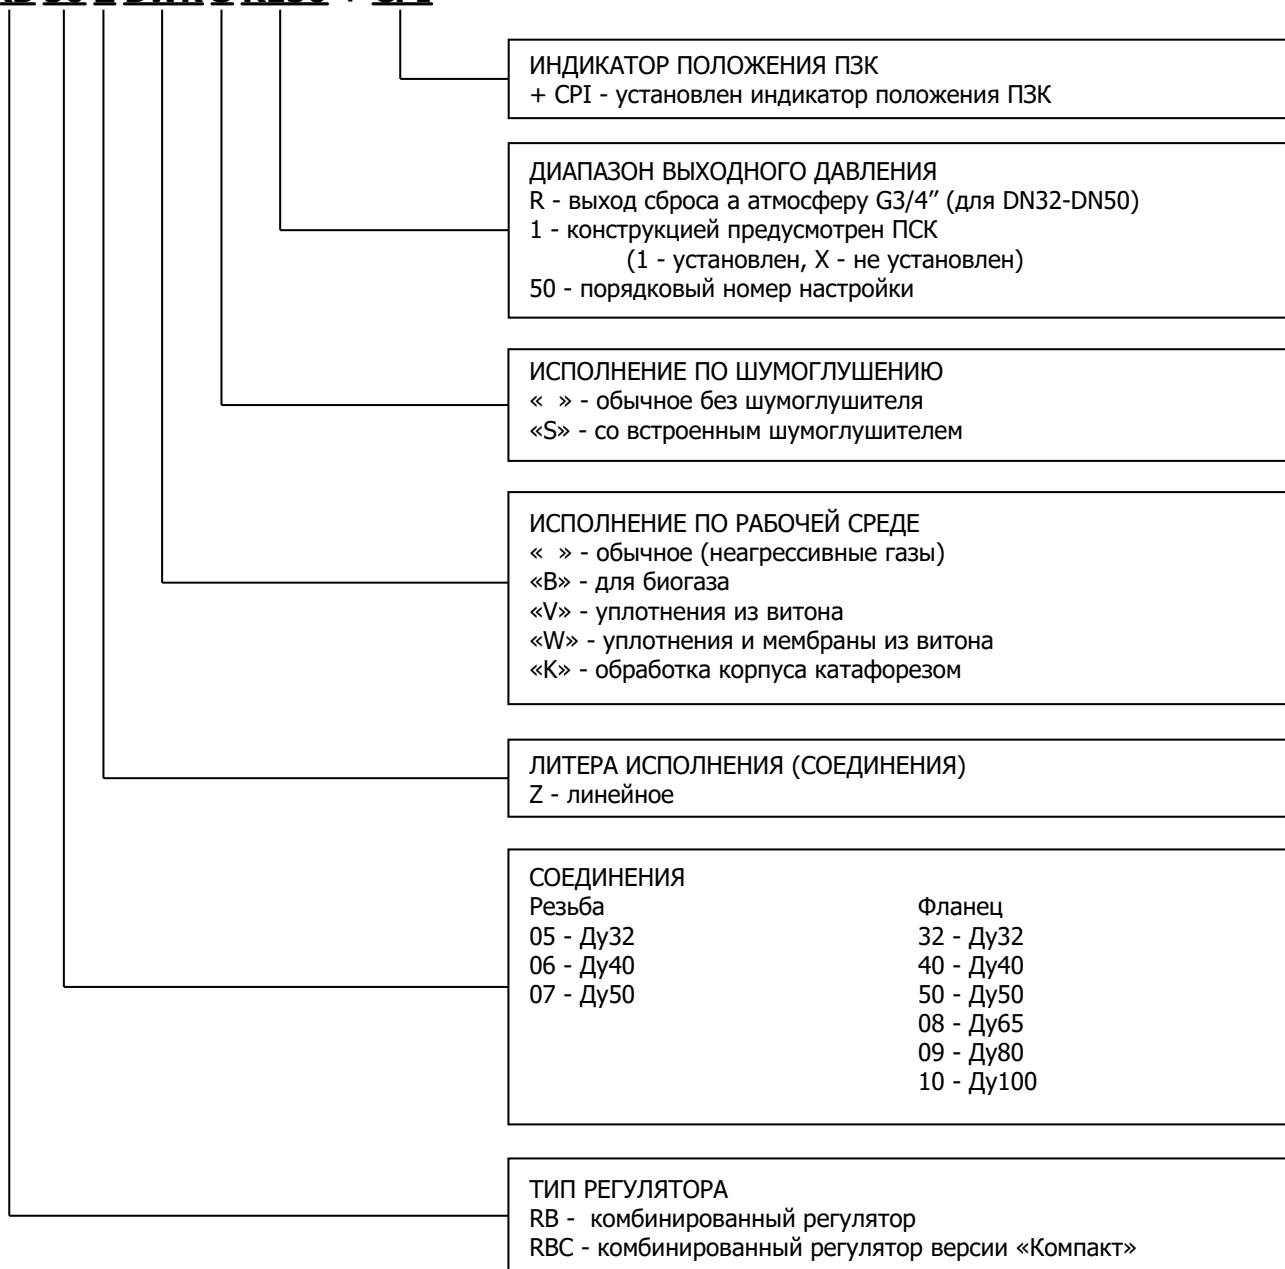 ИНДИКАТОР ПОЛОЖЕНИЯ ПЗК
+ CPI - установлен индикатор положения ПЗК
ДИАПАЗОН ВЫХОДНОГО ДАВЛЕНИЯ
R - выход сброса а атмосферу G3/4” (для DN32-DN50)
1 - конструкцией предусмотрен ПСК
(1 - установлен, X - не установлен)
50 - порядковый номер настройки
ИСПОЛНЕНИЕ ПО ШУМОГЛУШЕНИЮ
« » - обычное без шумоглушителя
«S» - со встроенным шумоглушителем
ИСПОЛНЕНИЕ ПО РАБОЧЕЙ СРЕДЕ
« » - обычное (неагрессивные газы)
«B» - для биогаза
«V» - уплотнения из витона
«W» - уплотнения и мембраны из витона
«K» - обработка корпуса катафорезом
ЛИТЕРА ИСПОЛНЕНИЯ (СОЕДИНЕНИЯ)
Z - линейное
СОЕДИНЕНИЯ
Резьба Фланец
05 - Ду32 32 - Ду32
06 - Ду40 40 - Ду40
07 - Ду50 50 - Ду50
08 - Ду65
09 - Ду80
10 - Ду100
ТИП РЕГУЛЯТОРА
RB - комбинированный регулятор
RBC - комбинированный регулятор версии «Компакт»